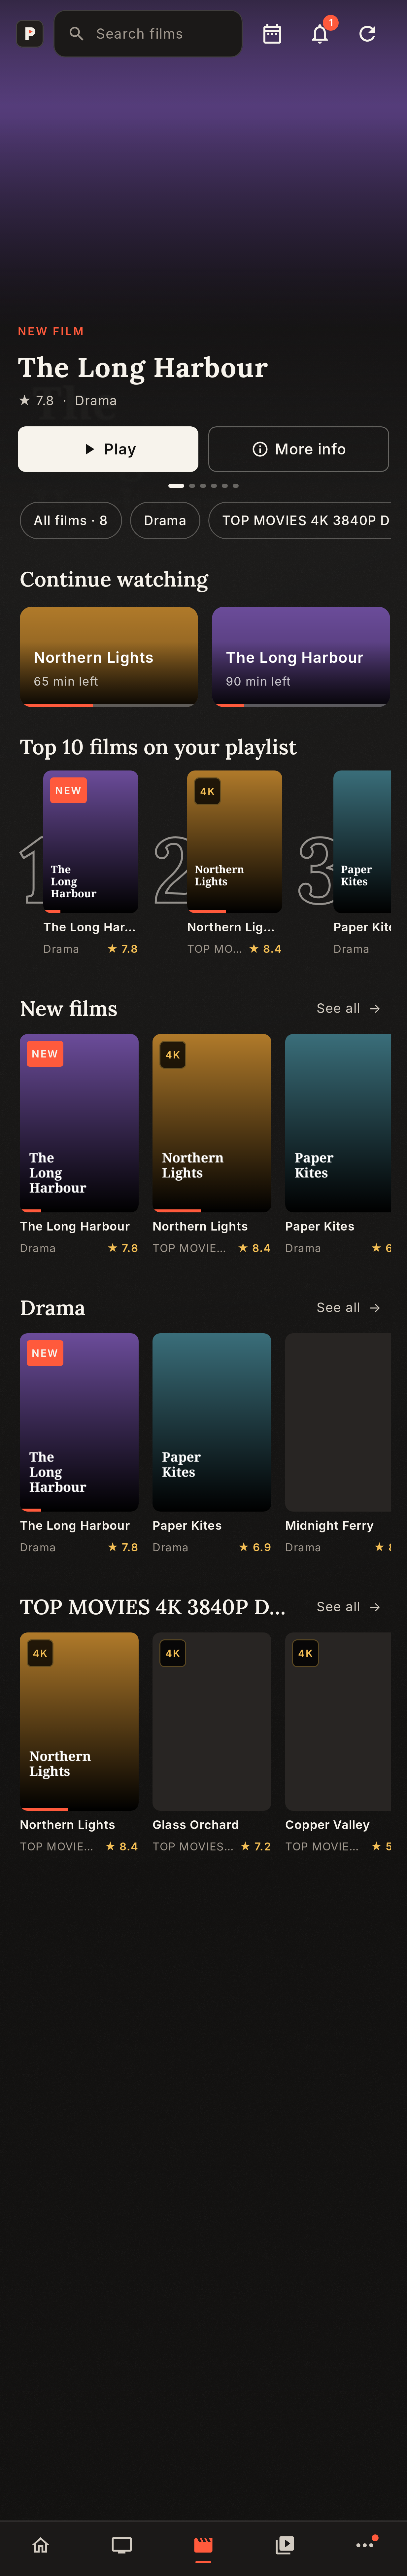 P
Search films
1
NEW FILM
The Long Harbour
The
★ 7.8 · Drama
Play
More info
All films · 8
Drama
TOP MOVIES 4K 3840P D
Continue watching
Northern Lights
65 min left
The Long Harbour
90 min left
Top 10 films on your playlist
1
NEW
The
Long
Harbour
The Long Har...
Drama ★ 7.8
2
4K
Northern
Lights
Northern Lig...
TOP MO... ★ 8.4
3
Paper
Kites
Paper Kit
Drama
New films
See all →
NEW
The
Long
Harbour
The Long Harbour
Drama ★ 7.8
4K
Northern
Lights
Northern Lights
TOP MOVIE... ★ 8.4
Paper
Kites
Paper Kites
Drama ★ 6
Drama
See all →
NEW
The
Long
Harbour
The Long Harbour
Drama ★ 7.8
Paper
Kites
Paper Kites
Drama ★ 6.9
Midnight Ferry
Drama ★
TOP MOVIES 4K 3840P D...
See all →
4K
Northern
Lights
Northern Lights
TOP MOVIE... ★ 8.4
4K
Glass Orchard
TOP MOVIES... ★ 7.2
4K
Copper Valley
TOP MOVIE... ★ 5